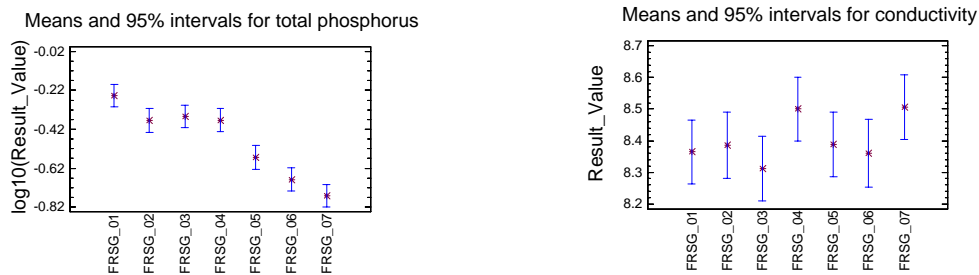 Means and 95% intervals for total phosphorus
log10(Result_Value)
-0.02
-0.22
-0.42
-0.62
-0.82
FRSG_01
FRSG_02
FRSG_03
FRSG_04
FRSG_05
FRSG_06
FRSG_07
Means and 95% intervals for conductivity
Result_Value
8.7
8.6
8.5
8.4
8.3
8.2
FRSG_01
FRSG_02
FRSG_03
FRSG_04
FRSG_05
FRSG_06
FRSG_07